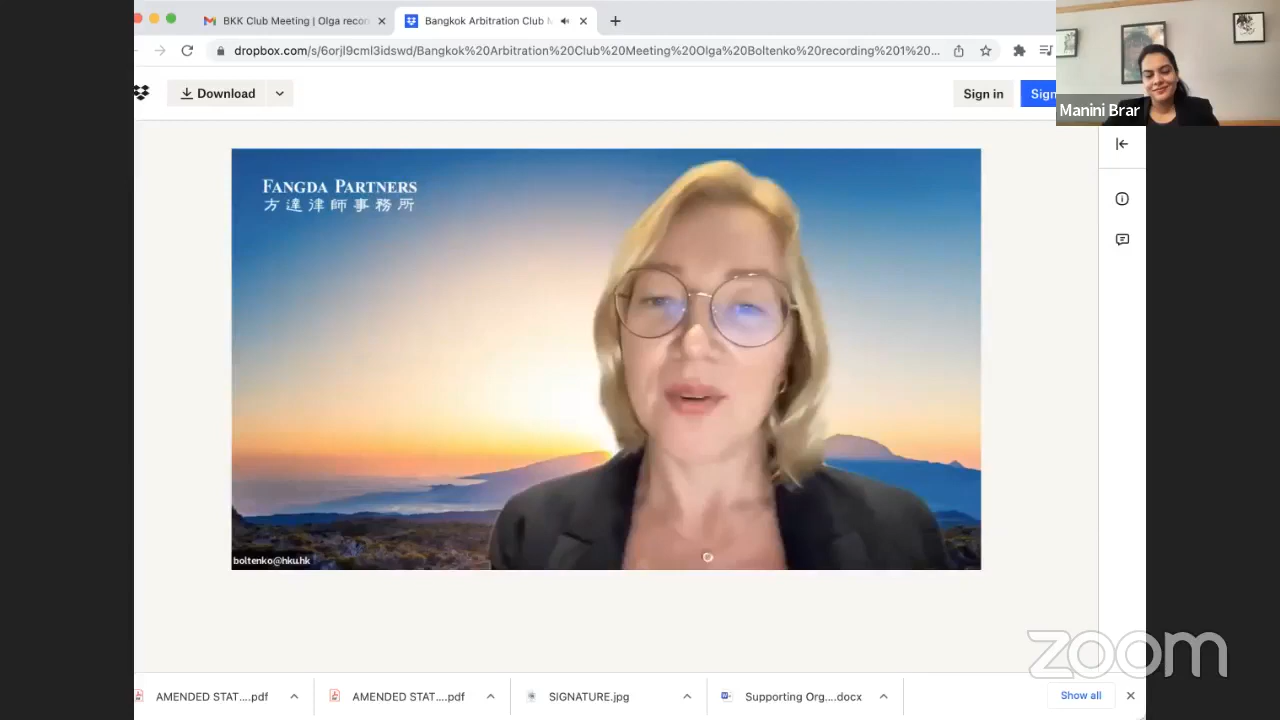 BKK Club Meeting | Olga recor
Bangkok Arbitration Club M
dropbox.com/s/6orjl9cml3idswd/Bangkok%20Arbitration%20Club%20Meeting%20Olga%20Boltenko%20recording%201%20...
Download
Sign in
Sign
Manini Brar
FANGDA PARTNERS
方達律師事務所
boltenko@hku.hk
zoom
AMENDED STAT....pdf
AMENDED STAT....pdf
SIGNATURE.jpg
Supporting Org....docx
Show all